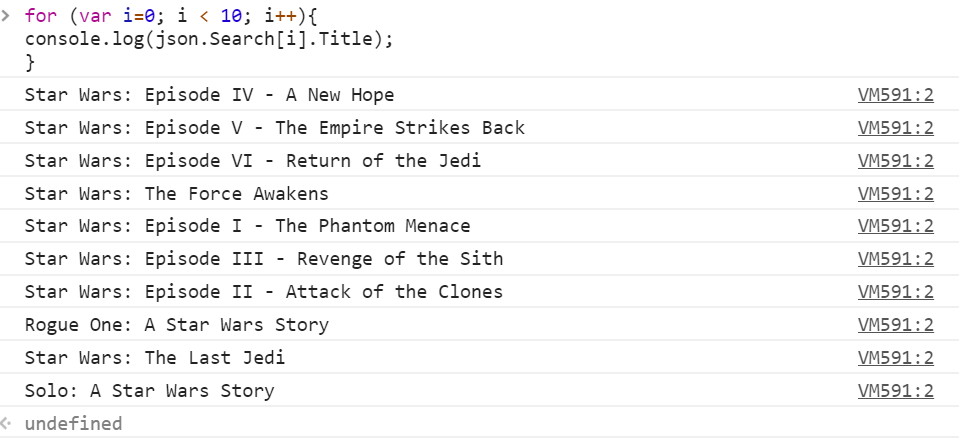 for (var i=0; i < 10; i++){
console.log(json.Search[i].Title);
}
Star Wars: Episode IV - A New Hope VM591:2
Star Wars: Episode V - The Empire Strikes Back VM591:2
Star Wars: Episode VI - Return of the Jedi VM591:2
Star Wars: The Force Awakens VM591:2
Star Wars: Episode I - The Phantom Menace VM591:2
Star Wars: Episode III - Revenge of the Sith VM591:2
Star Wars: Episode II - Attack of the Clones VM591:2
Rogue One: A Star Wars Story VM591:2
Star Wars: The Last Jedi VM591:2
Solo: A Star Wars Story VM591:2
undefined